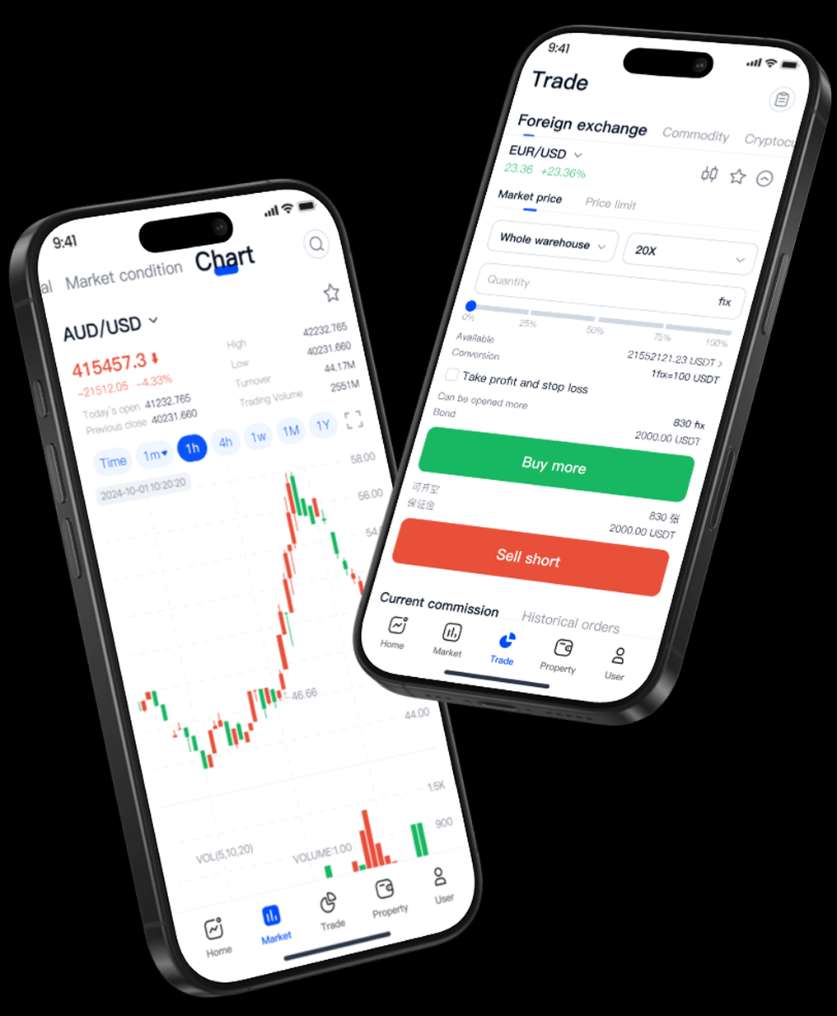 9:41
al Market condition Chart
AUD/USD
415457.3
-21512.05 -4.33%
Today's open 41232.765
Previous close 40231.660
High 42232.765
Low 40231.660
Turnover 44.17M
Trading Volume 2551M
Time 1m 1h 4h 1w 1M 1Y
2024-10-01 10:20:20
58.00
56.00
54.
46.66
44.00
1.5K
VOL(5,10,20) VOLUME:1.00 900
Home Market Trade Property User
9:41
Trade
Foreign exchange Commodity Cryptocu
EUR/USD
23.36 +23.36%
Market price Price limit
Whole warehouse 20X
Quantity fix
0% 25% 50% 75% 100%
Available 21552121.23 USDT
Conversion 1fix=100 USDT
Take profit and stop loss
Can be opened more 830 fix
Bond 2000.00 USDT
Buy more
可开空 830 张
保证金 2000.00 USDT
Sell short
Current commission Historical orders
Home Market Trade Property User